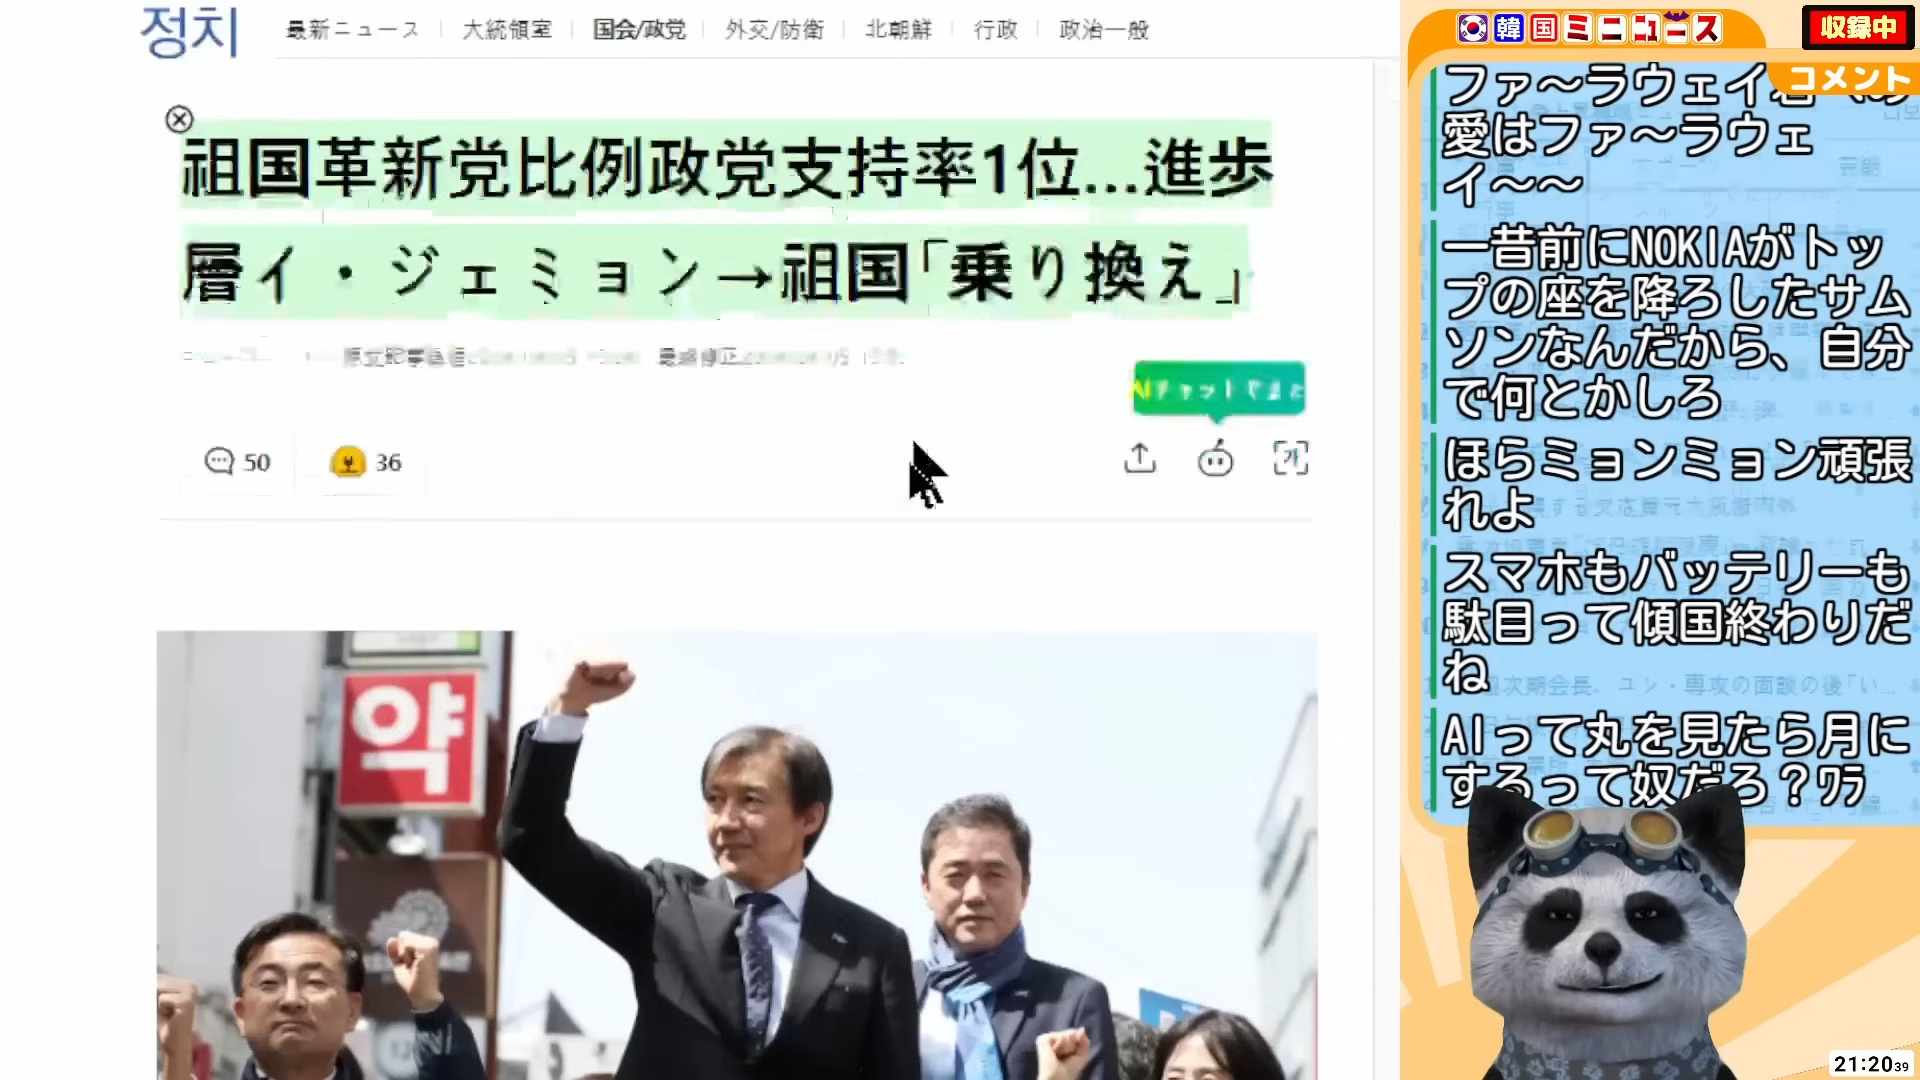 정치
最新ニュース
大統領室
国会/政党
外交/防衛
北朝鮮
行政
政治一般
祖国革新党比例政党支持率1位...進歩
層イ・ジェミョン→祖国「乗り換え」
50
36
가
약
韓国ミニニュース
収録中
コメント
愛はファ〜ラウェ
イ〜〜
一昔前にNOKIAがトッ
プの座を降ろしたサム
ソンなんだから、自分
で何とかしろ
ほらミョンミョン頑張
れよ
スマホもバッテリーも
駄目って傾国終わりだ
ね
AIって丸を見たら月に
するって奴だろ？ﾜﾗ
21:20 39